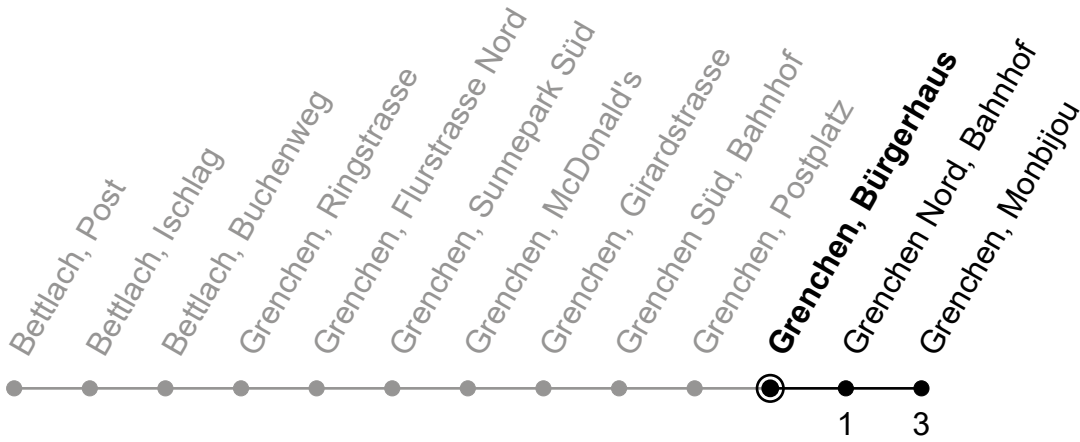 Bettlach, Post
Bettlach, Ischlag
Bettlach, Buchenweg
Grenchen, Ringstrasse
Grenchen, Flurstrasse Nord
Grenchen, Sunnepark Süd
Grenchen, McDonald's
Grenchen, Girardstrasse
Grenchen Süd, Bahnhof
Grenchen, Postplatz
Grenchen, Bürgerhaus
Grenchen Nord, Bahnhof
Grenchen, Monbijou
1
3